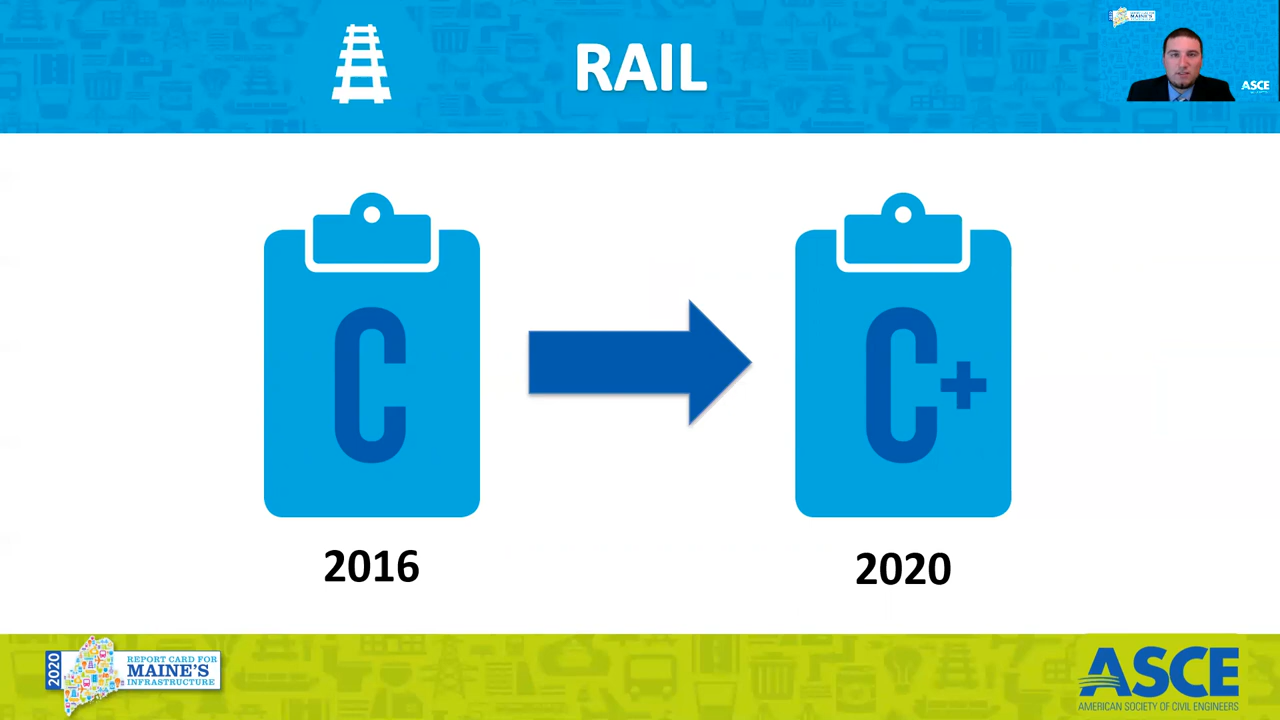 RAIL
ASCE
C
C+
2016
2020
2020
REPORT CARD FOR
MAINE'S
INFRASTRUCTURE
ASCE
AMERICAN SOCIETY OF CIVIL ENGINEERS